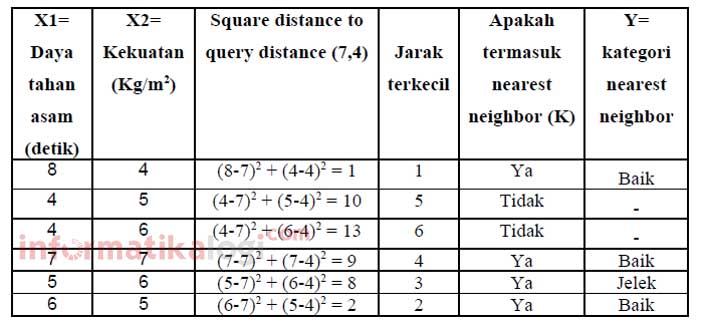 X1= Daya tahan asam (detik) | X2= Kekuatan (Kg/m²) | Square distance to query distance (7,4) | Jarak terkecil | Apakah termasuk nearest neighbor (K) | Y= kategori nearest neighbor
8 | 4 | (8-7)² + (4-4)² = 1 | 1 | Ya | Baik
4 | 5 | (4-7)² + (5-4)² = 10 | 5 | Tidak | -
4 | 6 | (4-7)² + (6-4)² = 13 | 6 | Tidak | -
informatikalogi.com
7 | 7 | (7-7)² + (7-4)² = 9 | 4 | Ya | Baik
5 | 6 | (5-7)² + (6-4)² = 8 | 3 | Ya | Jelek
6 | 5 | (6-7)² + (5-4)² = 2 | 2 | Ya | Baik